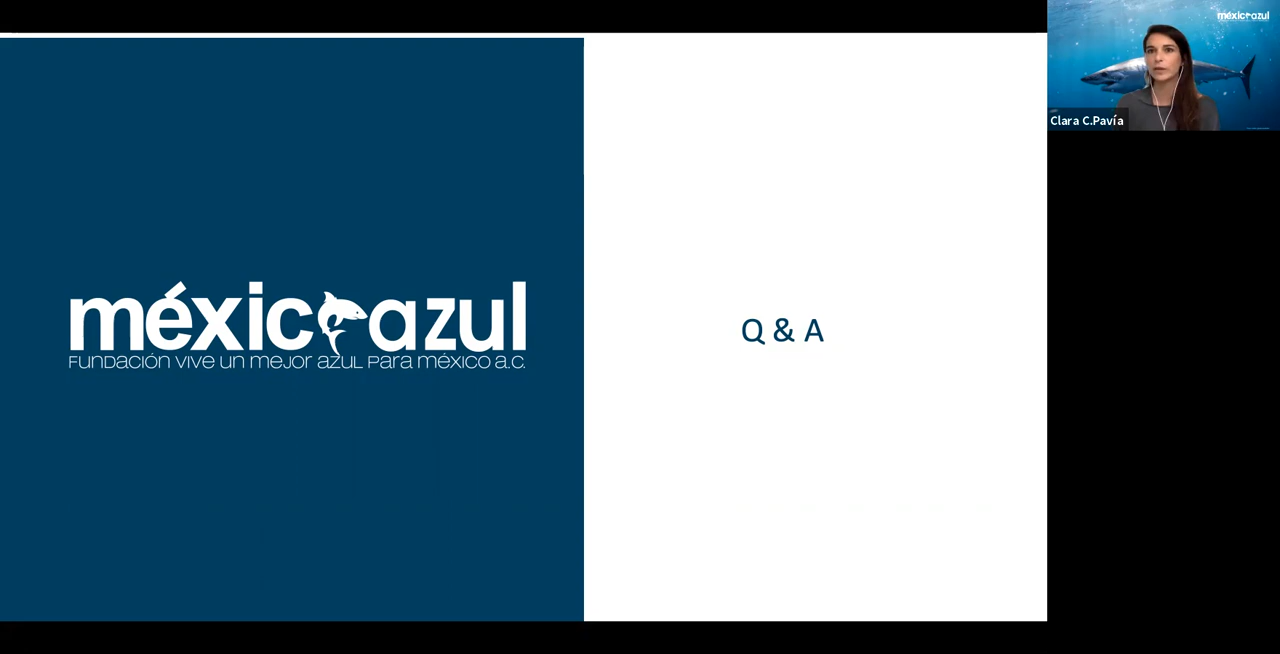 méxicoazul
FUNDACIÓN VIVE UN MEJOR AZUL PARA MÉXICO A.C.
Q & A
méxicoazul
Clara C.Pavía